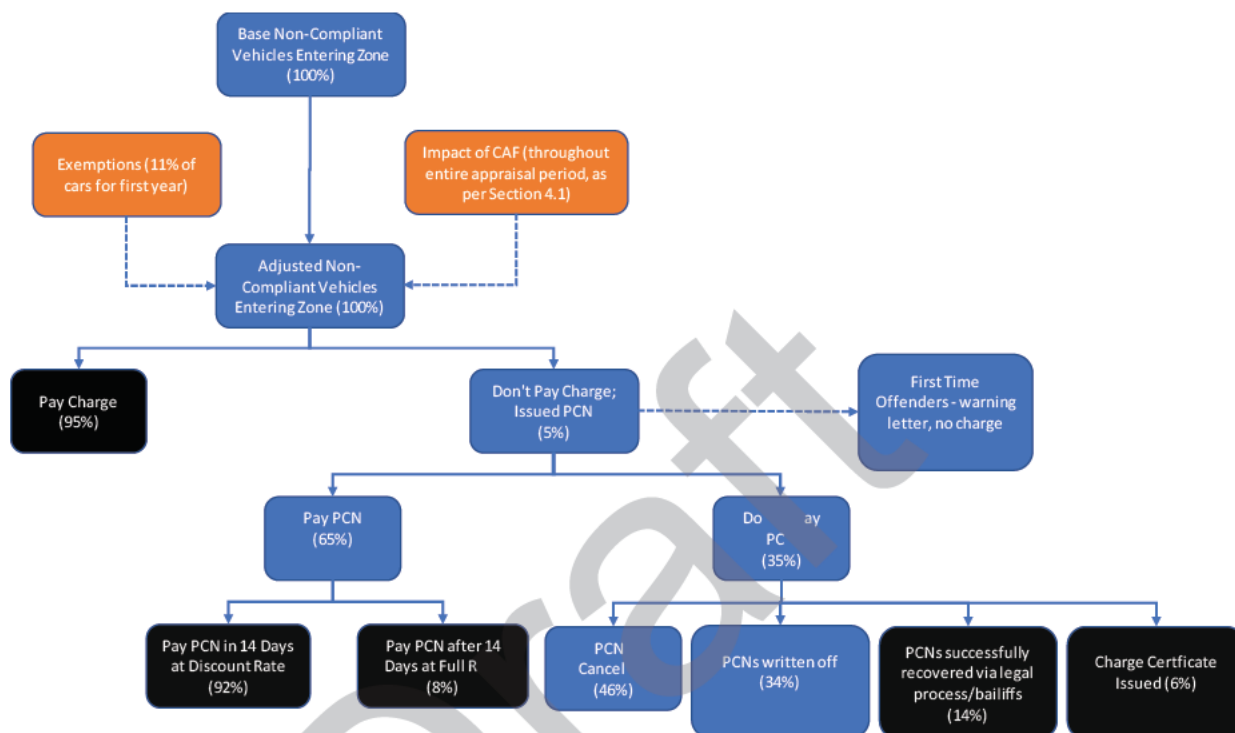 Base Non-Compliant
Vehicles Entering Zone
(100%)
Exemptions (11% of
cars for first year)
Impact of CAF (throughout
entire appraisal period, as
per Section 4.1)
Adjusted Non-
Compliant Vehicles
Entering Zone (100%)
Pay Charge
(95%)
Don't Pay Charge;
Issued PCN
(5%)
First Time
Offenders - warning
letter, no charge
Pay PCN
(65%)
(35%)
Pay PCN in 14 Days
at Discount Rate
(92%)
Pay PCN after 14
Days at Full
(8%)
PCN
Cancel
(46%)
PCNs written off
(34%)
PCNs successfully
recovered via legal
process/bailiffs
(14%)
Charge Certficate
Issued (6%)
Draft